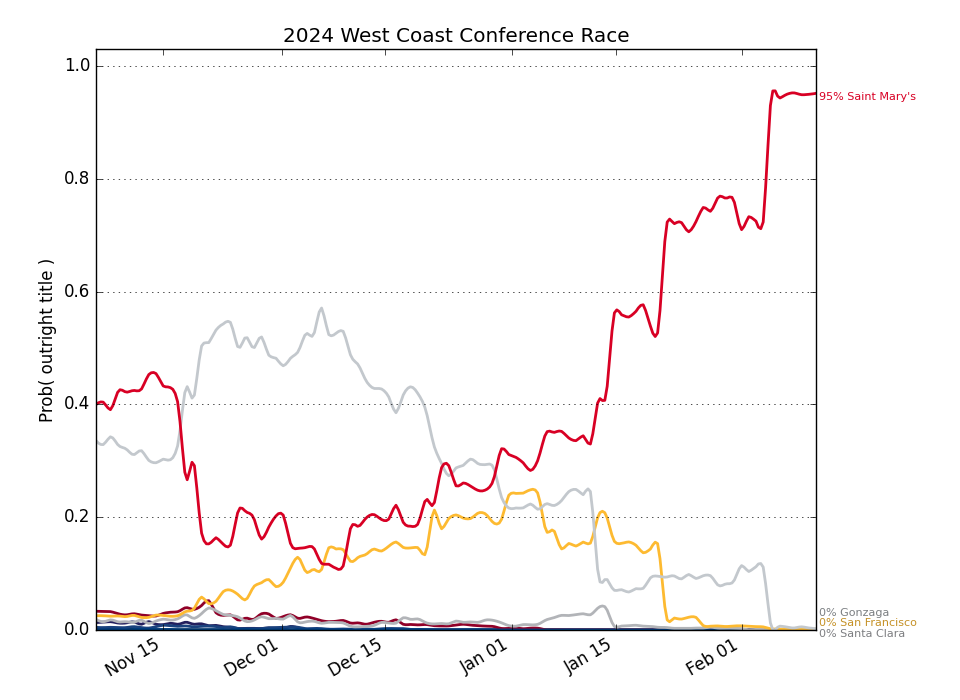 2024 West Coast Conference Race
Prob( outright title )
1.0
0.8
0.6
0.4
0.2
0.0
Nov 15
Dec 01
Dec 15
Jan 01
Jan 15
Feb 01
95% Saint Mary's
0% Gonzaga
0% San Francisco
0% Santa Clara